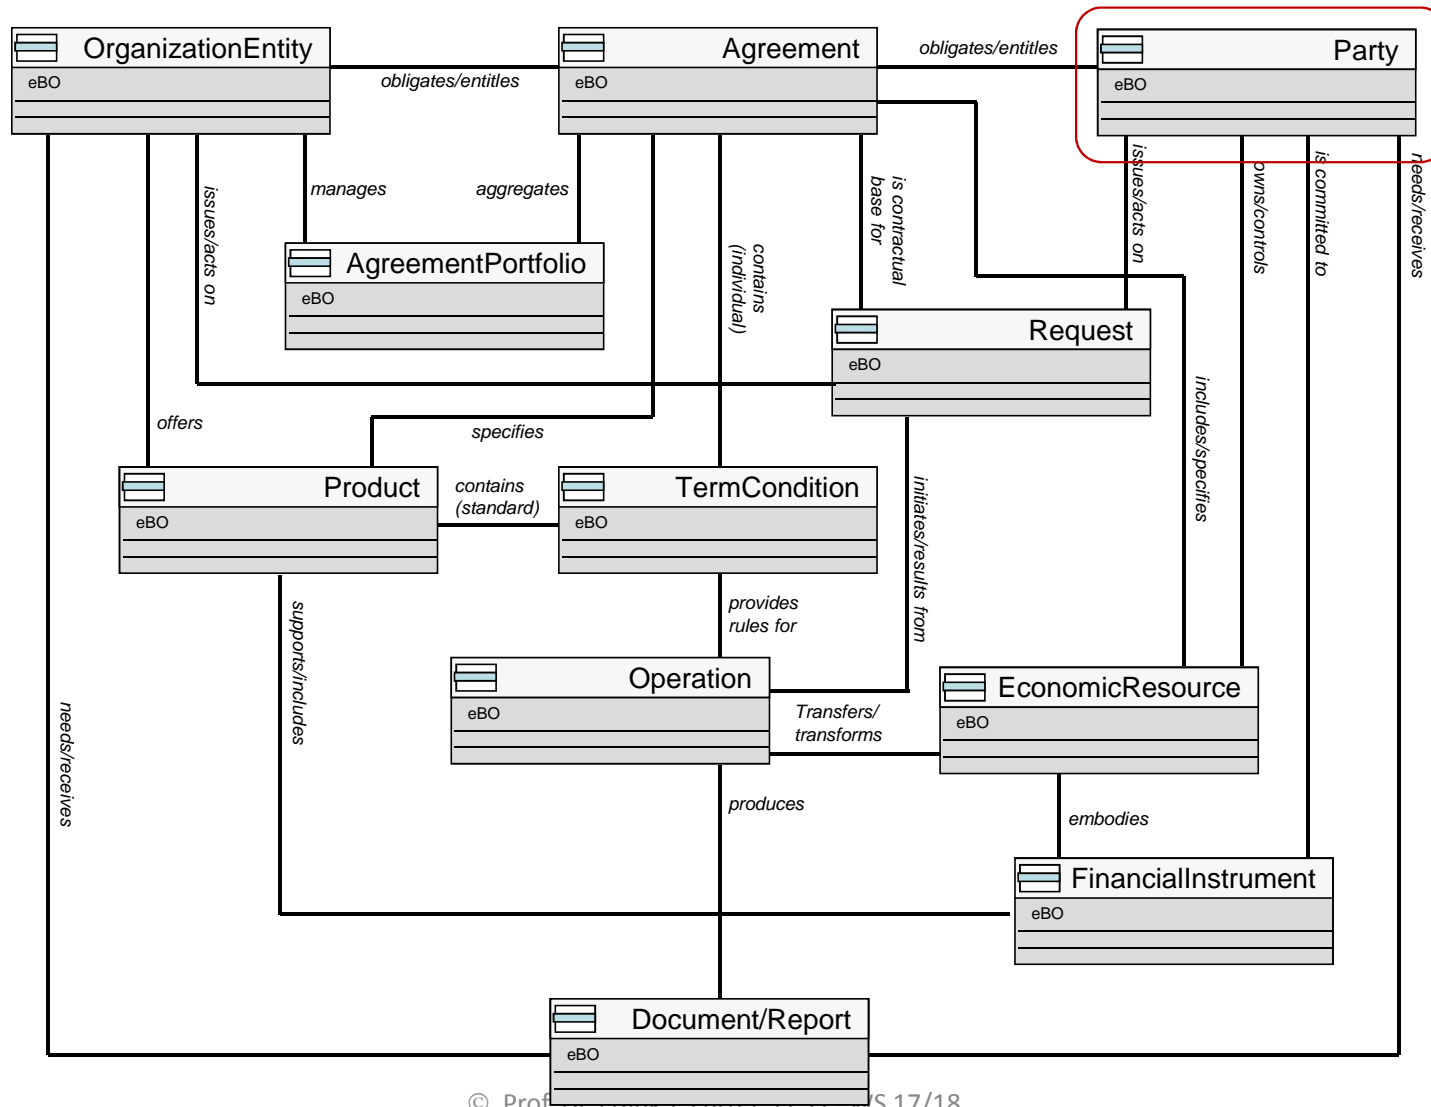 OrganizationEntity
eBO
obligates/entitles
Agreement
eBO
obligates/entitles
Party
eBO
issues/acts on
manages
aggregates
contains
(individual)
is contractual
base for
issues/acts on
owns/controls
is committed to
needs/receives
AgreementPortfolio
eBO
Request
eBO
offers
specifies
includes/specifies
Product
eBO
contains
(standard)
TermCondition
eBO
initiates/results from
supports/includes
provides
rules for
needs/receives
Operation
eBO
Transfers/
transforms
EconomicResource
eBO
produces
embodies
FinancialInstrument
eBO
Document/Report
eBO
© Prof. 17/18